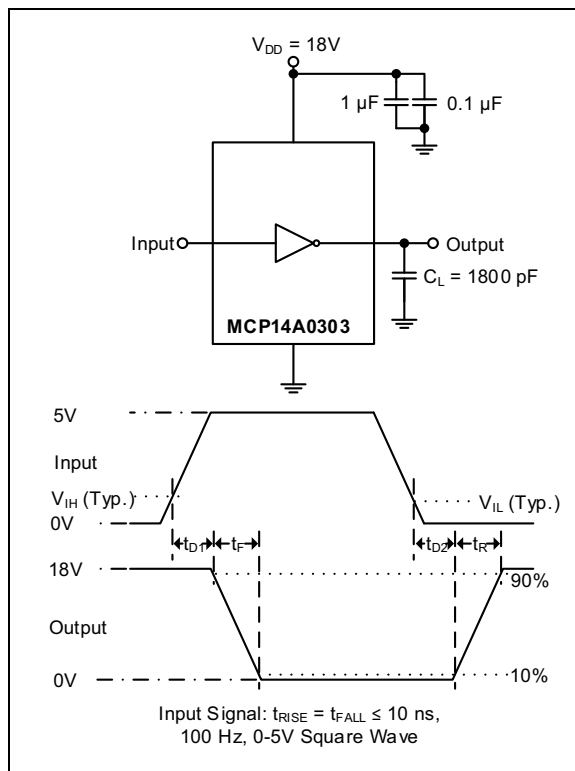 V_DD = 18V
1 µF
0.1 µF
Input
Output
C_L = 1800 pF
MCP14A0303
5V
Input
V_IH (Typ.)
V_IL (Typ.)
0V
t_D1
t_F
t_D2
t_R
18V
90%
Output
0V
10%
Input Signal: t_RISE = t_FALL ≤ 10 ns,
100 Hz, 0-5V Square Wave